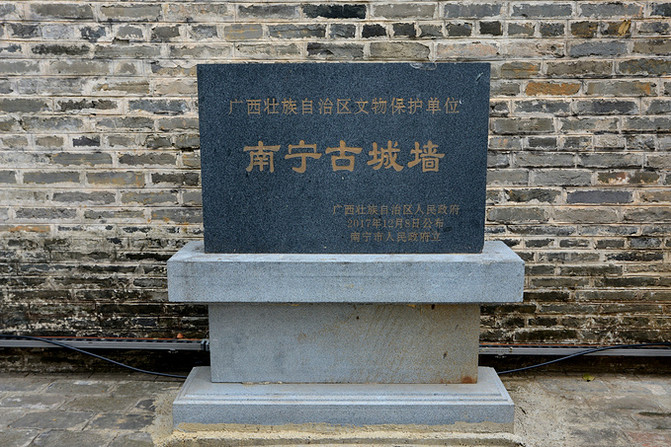 广西壮族自治区文物保护单位
南宁古城墙
广西壮族自治区人民政府
2017年12月8日公布
南宁市人民政府立